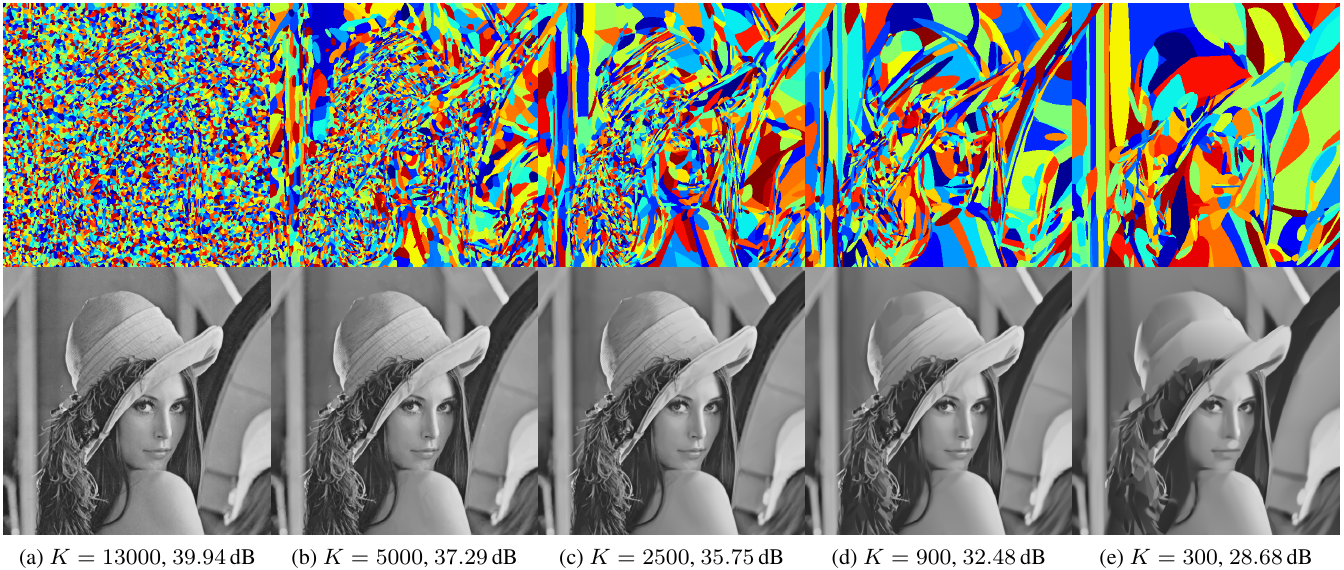 (a) K = 13000, 39.94 dB
(b) K = 5000, 37.29 dB
(c) K = 2500, 35.75 dB
(d) K = 900, 32.48 dB
(e) K = 300, 28.68 dB